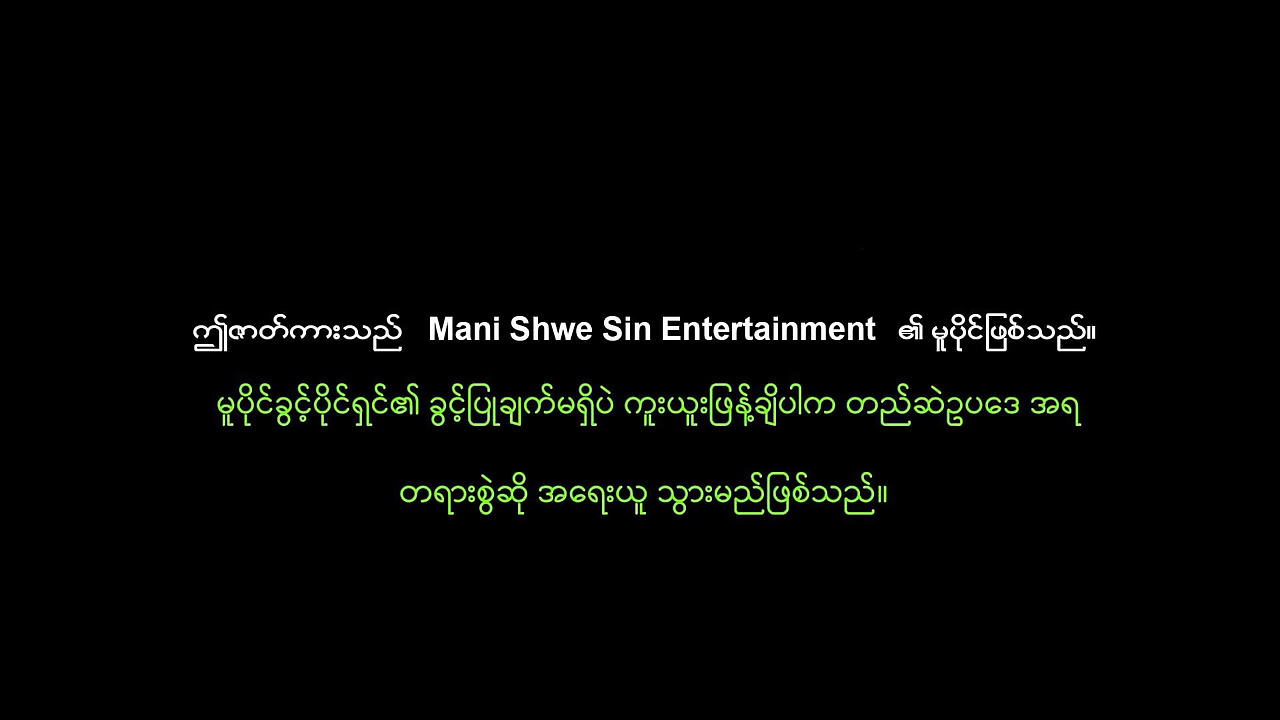 ဤဇာတ်ကားသည် Mani Shwe Sin Entertainment ၏ မူပိုင်ဖြစ်သည်။
မူပိုင်ခွင့်ပိုင်ရှင်၏ ခွင့်ပြုချက်မရှိပဲ ကူးယူးဖြန့်ချိပါက တည်ဆဲဥပဒေ အရ
တရားစွဲဆို အရေးယူ သွားမည်ဖြစ်သည်။